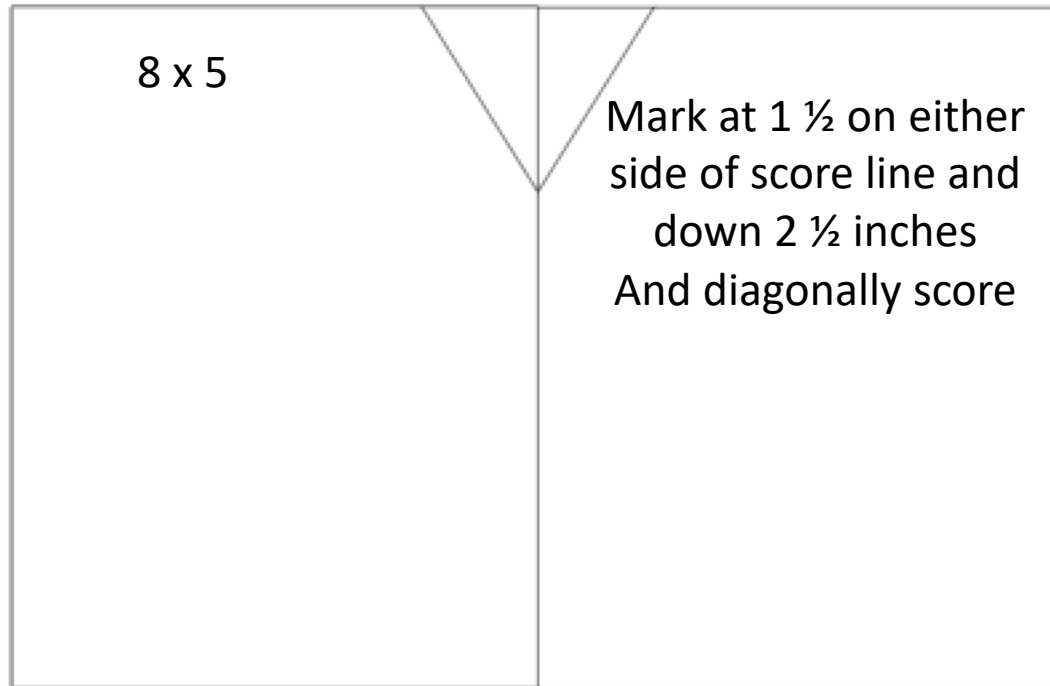 8 x 5
Mark at 1 ½ on either
side of score line and
down 2 ½ inches
And diagonally score